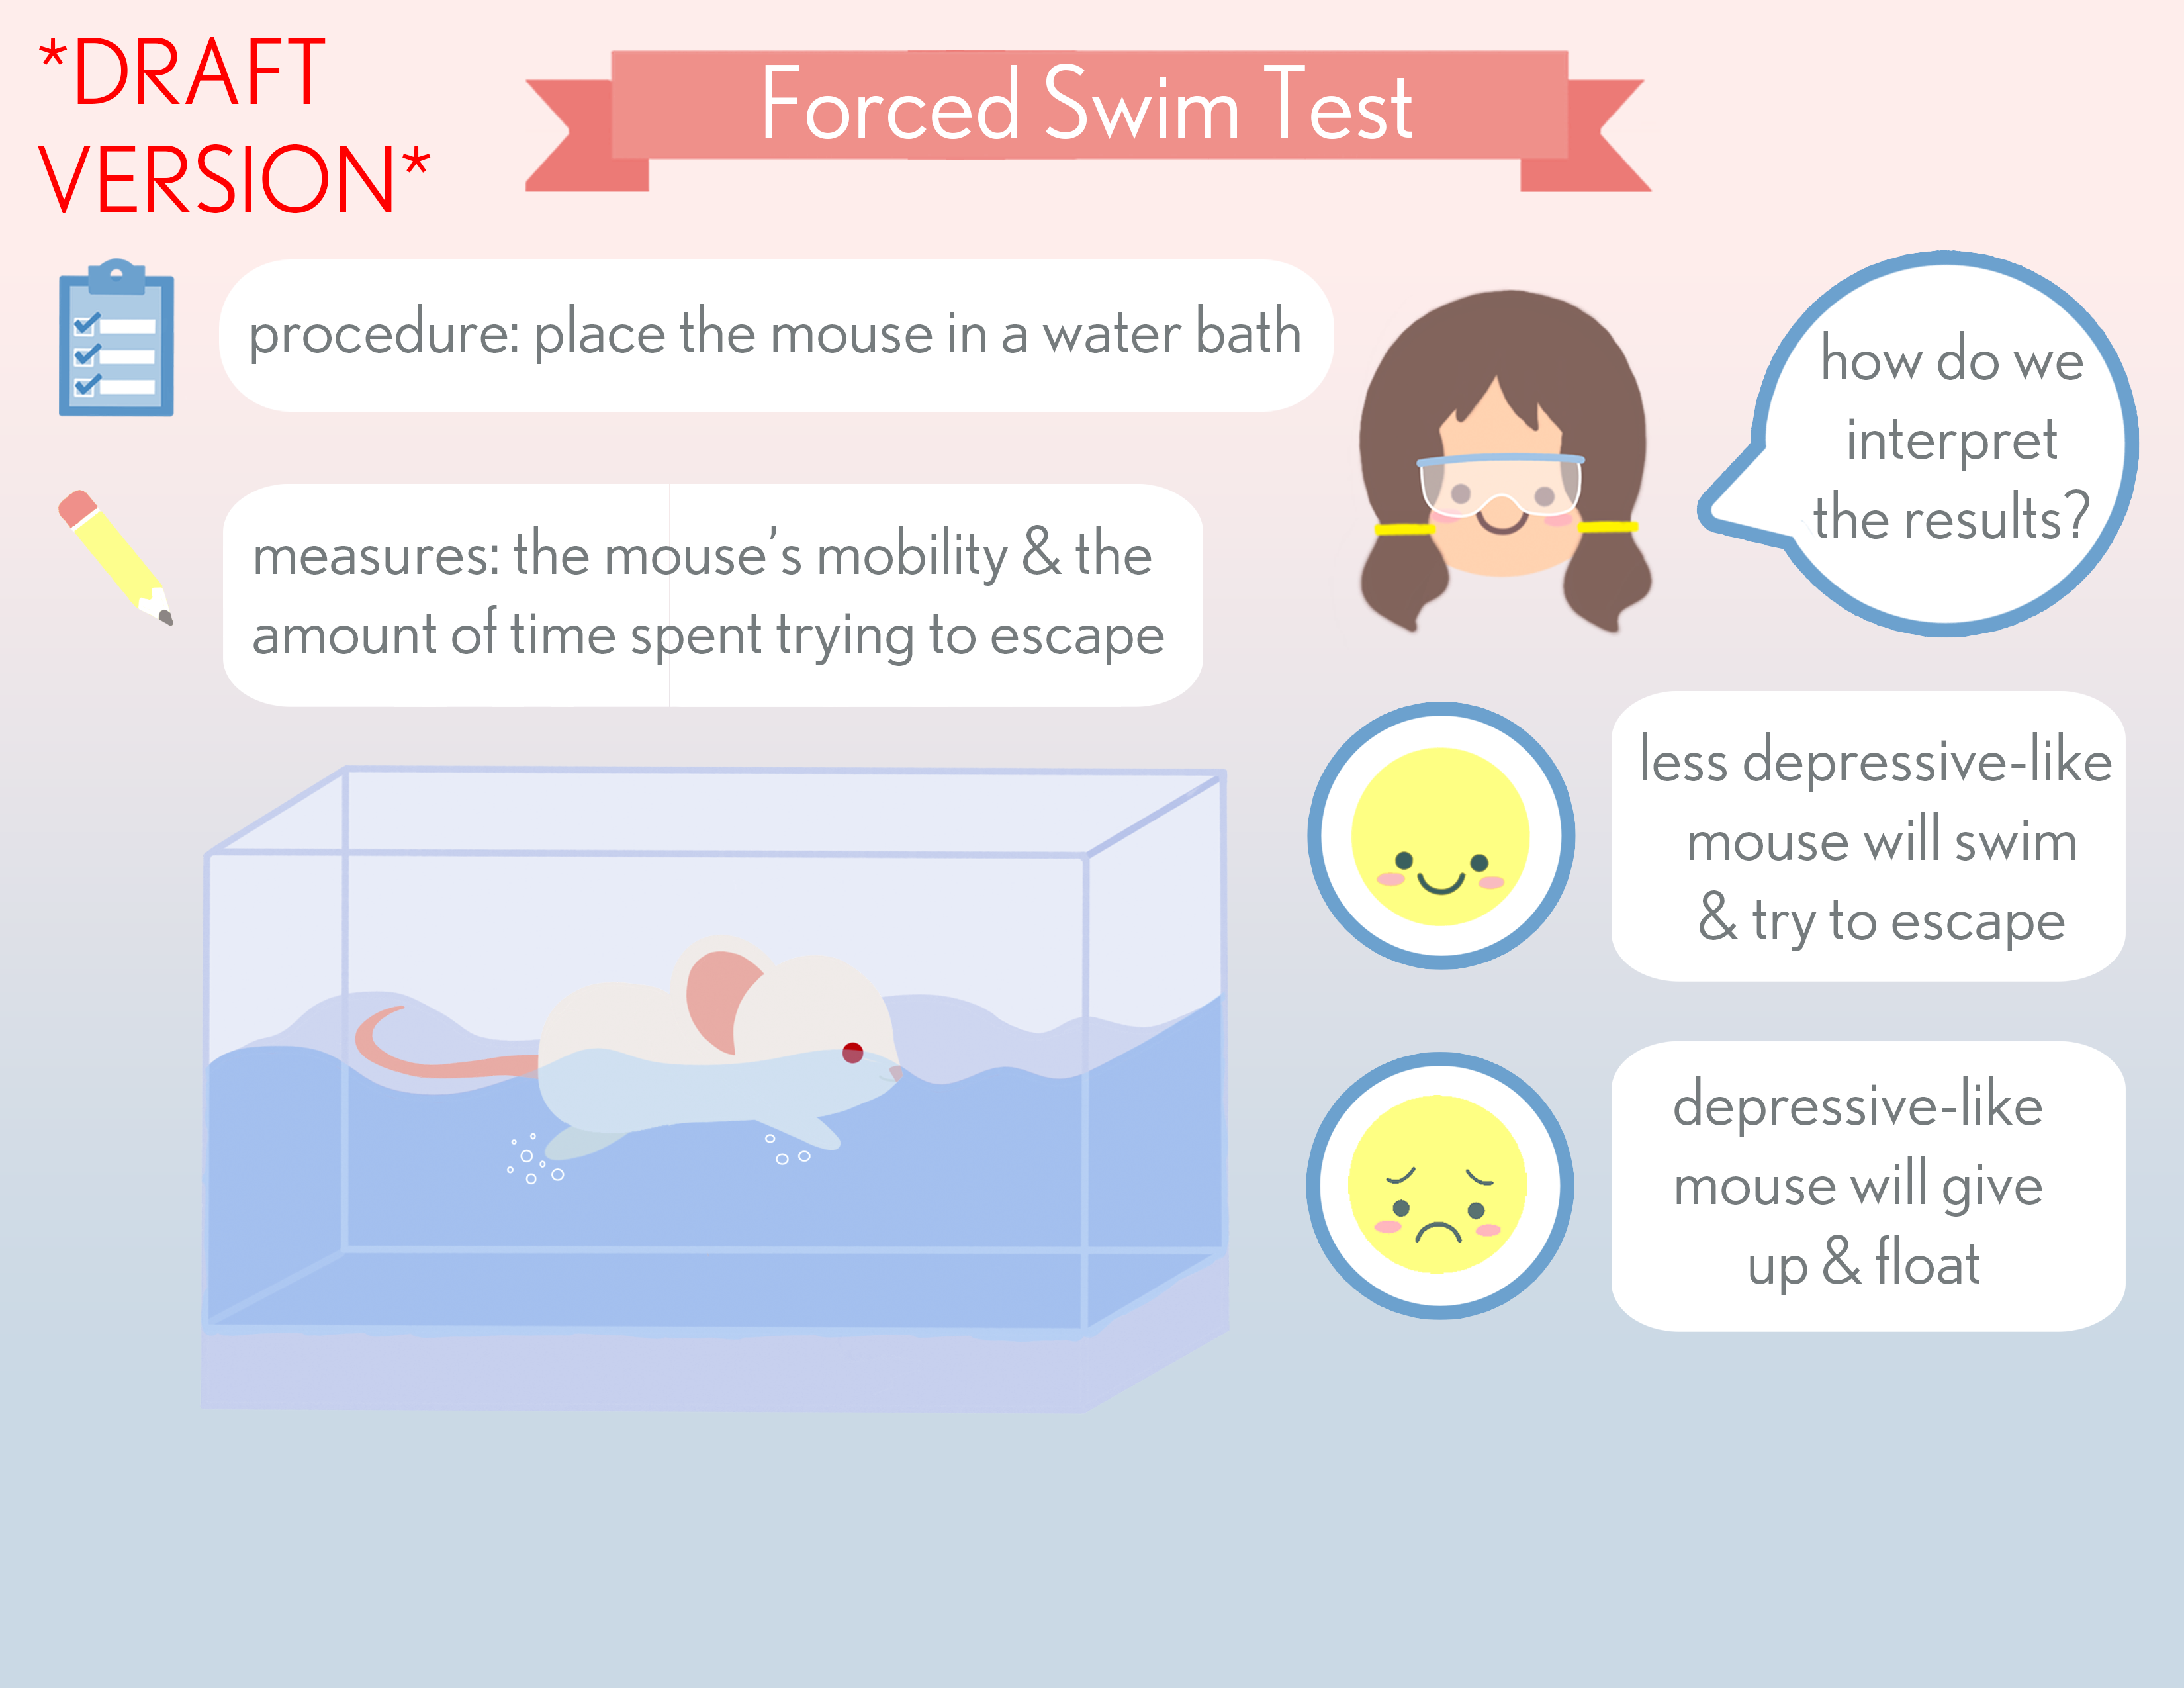 *DRAFT
VERSION*
Forced Swim Test
procedure: place the mouse in a water bath
measures: the mouse's mobility & the
amount of time spent trying to escape
how do we
interpret
the results?
less depressive-like
mouse will swim
& try to escape
depressive-like
mouse will give
up & float